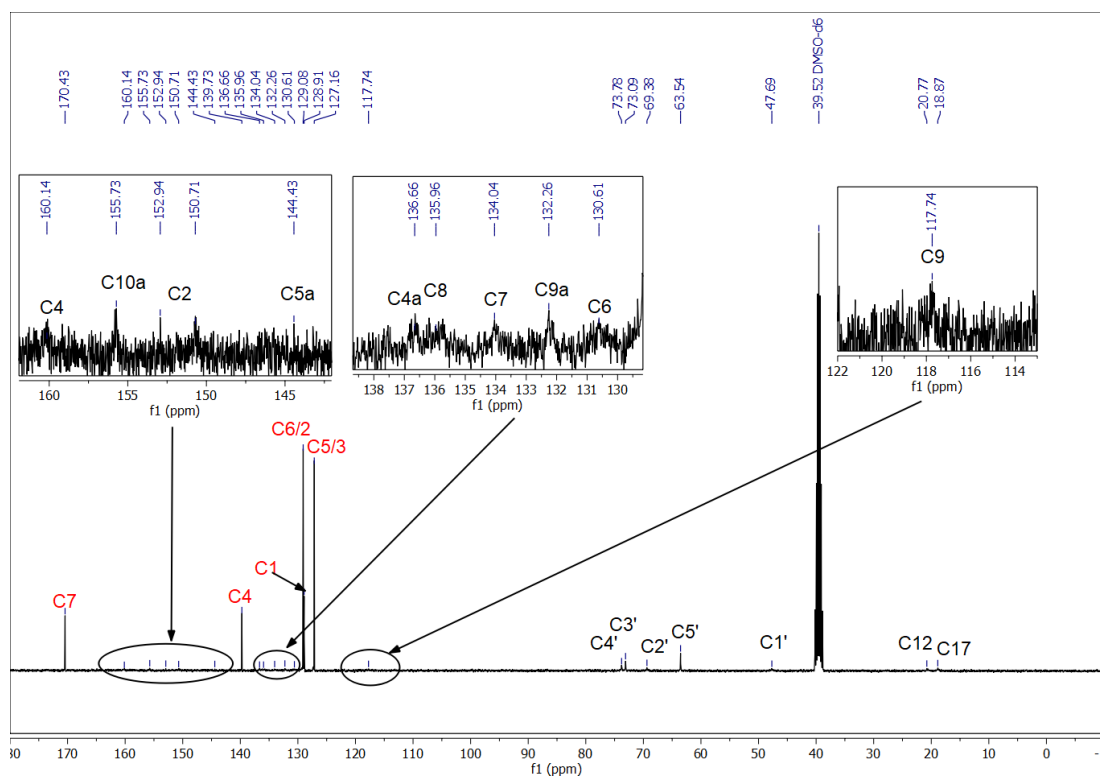 170.43 160.14 155.73 152.94 150.71 144.43 139.73 136.66 135.96 134.04 132.26 130.61 129.08 128.91 127.16 117.74 73.78 73.09 69.38 63.54 47.69 39.52 DMSO-d6 20.77 18.87
160.14 155.73 152.94 150.71 144.43
C4 C10a C2 C5a
160 155 150 145
f1 (ppm)
136.66 135.96 134.04 132.26 130.61
C4a C8 C7 C9a C6
138 137 136 135 134 133 132 131 130
f1 (ppm)
117.74
C9
122 120 118 116 114
f1 (ppm)
C6/2
C5/3
C1
C7 C4
C4' C3' C2' C5' C1' C12 C17
80 170 160 150 140 130 120 110 100 90 80 70 60 50 40 30 20 10 0 -
f1 (ppm)